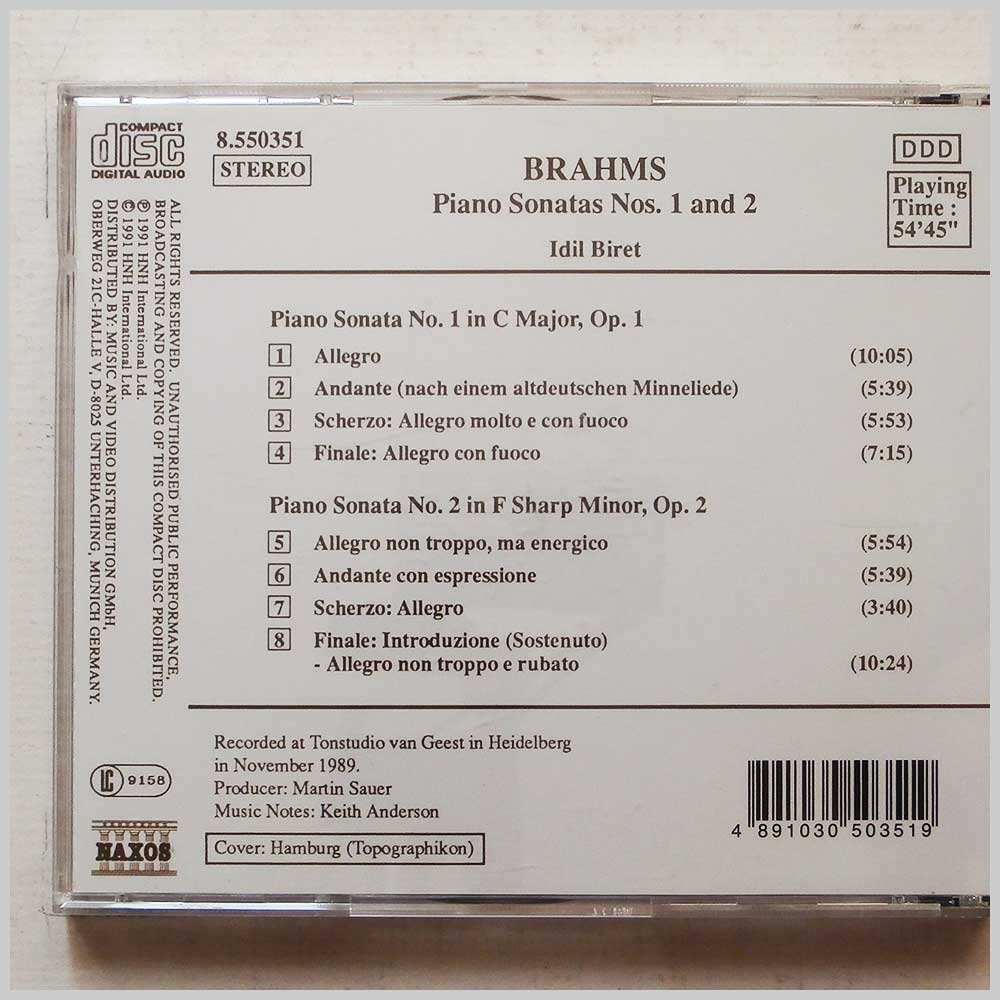 COMPACT
disc
DIGITAL AUDIO
8.550351
STEREO
BRAHMS
Piano Sonatas Nos. 1 and 2
Idil Biret
DDD
Playing
Time :
54'45"
ALL RIGHTS RESERVED. UNAUTHORISED PUBLIC PERFORMANCE,
BROADCASTING AND COPYING OF THIS COMPACT DISC PROHIBITED.
℗ 1991 HNH International Ltd.
© 1991 HNH International Ltd.
DISTRIBUTED BY: MUSIC AND VIDEO DISTRIBUTION GmbH,
OBERWEG 21C-HALLE V, D-8025 UNTERHACHING, MUNICH GERMANY.
Piano Sonata No. 1 in C Major, Op. 1
1 Allegro (10:05)
2 Andante (nach einem altdeutschen Minneliede) (5:39)
3 Scherzo: Allegro molto e con fuoco (5:53)
4 Finale: Allegro con fuoco (7:15)
Piano Sonata No. 2 in F Sharp Minor, Op. 2
5 Allegro non troppo, ma energico (5:54)
6 Andante con espressione (5:39)
7 Scherzo: Allegro (3:40)
8 Finale: Introduzione (Sostenuto)
- Allegro non troppo e rubato (10:24)
Recorded at Tonstudio van Geest in Heidelberg
in November 1989.
Producer: Martin Sauer
Music Notes: Keith Anderson
Cover: Hamburg (Topographikon)
LC 9158
NAXOS
4 891030 503519